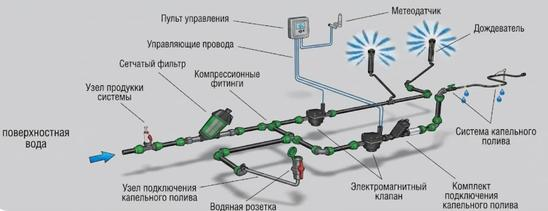 Пульт управления
Метеодатчик
Управляющие провода
Дождеватель
Сетчатый фильтр
Компрессионные
фитинги
Узел продукки
системы
поверхностная
вода
Система капельного
полива
Узел подключения
капельного полива
Водяная розетка
Электромагнитный
клапан
Комплект
подключения
капельного полива